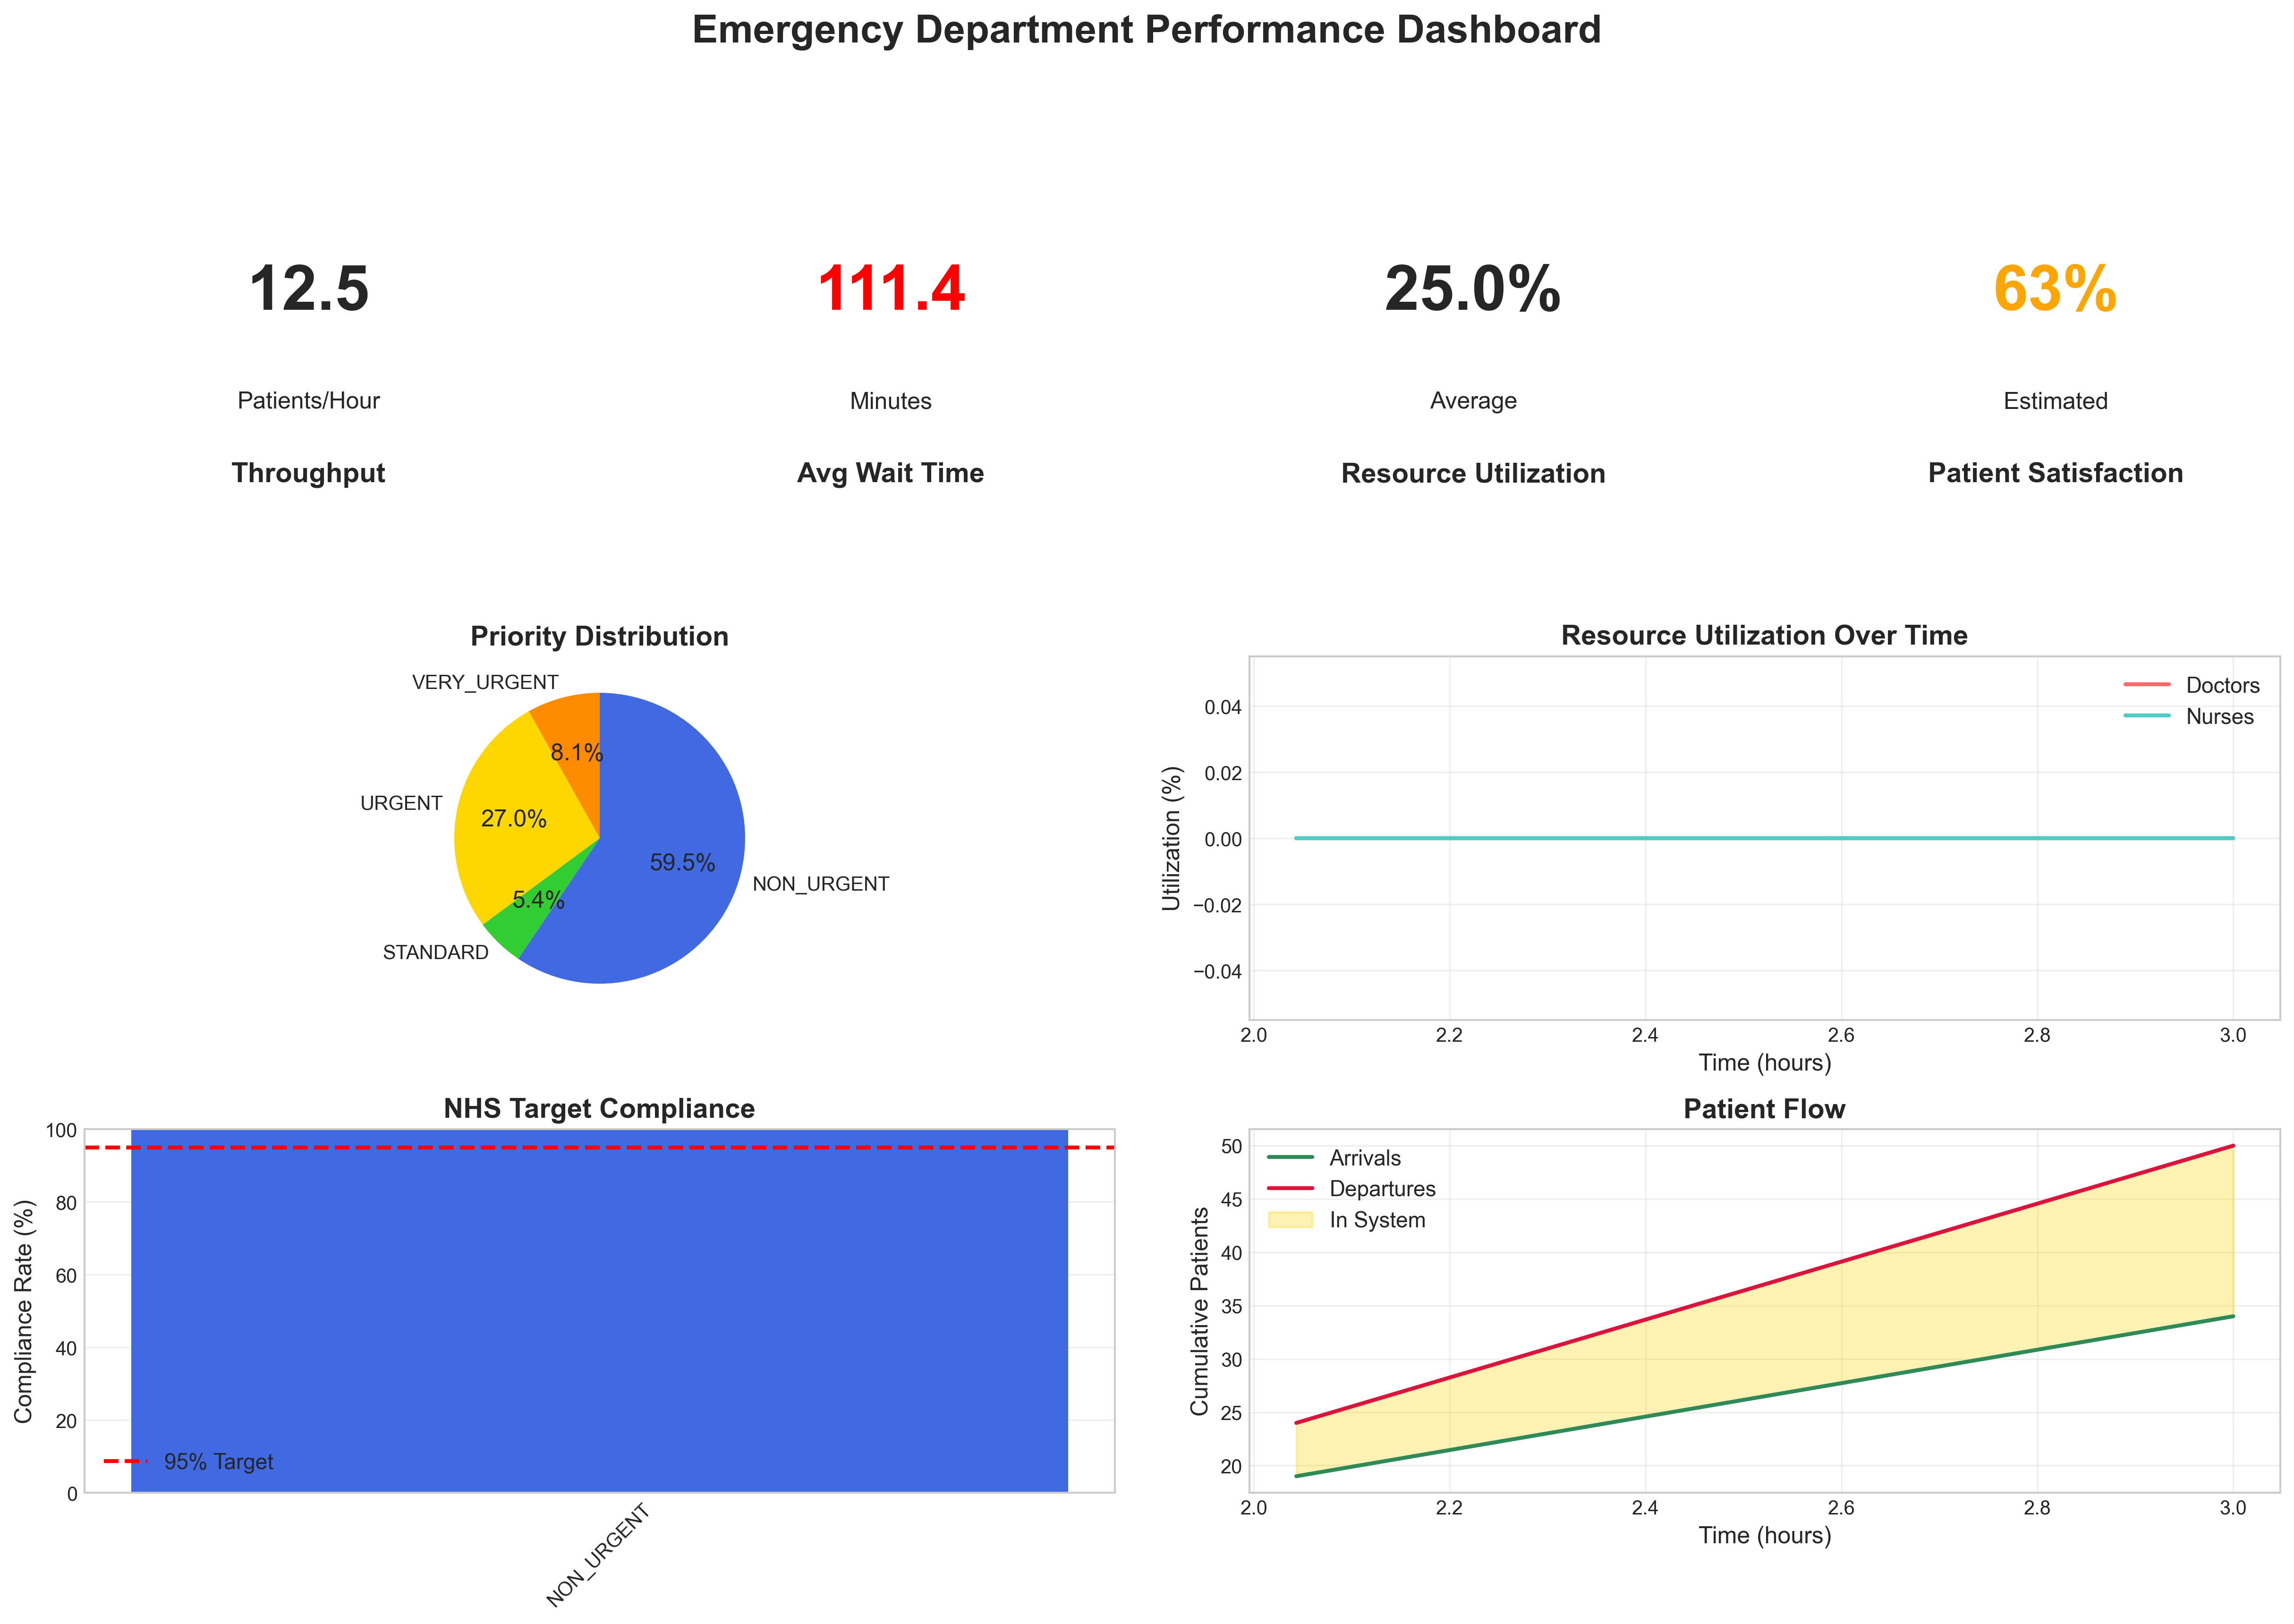 Emergency Department Performance Dashboard
12.5
Patients/Hour
Throughput
111.4
Minutes
Avg Wait Time
25.0%
Average
Resource Utilization
63%
Estimated
Patient Satisfaction
Priority Distribution
VERY_URGENT
8.1%
URGENT
27.0%
59.5%
NON_URGENT
5.4%
STANDARD
Resource Utilization Over Time
Doctors
Nurses
Utilization (%)
0.04
0.02
0.00
−0.02
−0.04
2.0 2.2 2.4 2.6 2.8 3.0
Time (hours)
NHS Target Compliance
Compliance Rate (%)
100
80
60
40
20
0
95% Target
NON_URGENT
Patient Flow
Arrivals
Departures
In System
Cumulative Patients
50
45
40
35
30
25
20
2.0 2.2 2.4 2.6 2.8 3.0
Time (hours)